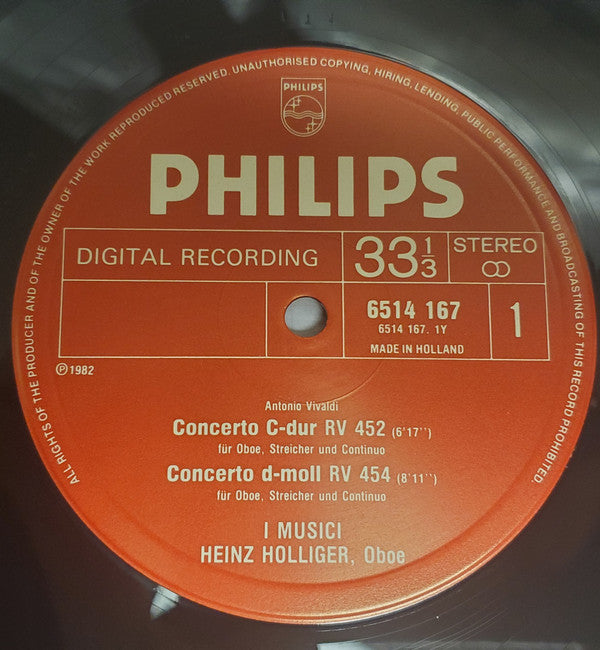 ALL RIGHTS OF THE PRODUCER AND OF THE OWNER OF THE WORK REPRODUCED RESERVED. UNAUTHORISED COPYING, HIRING, LENDING, PUBLIC PERFORMANCE AND BROADCASTING OF THIS RECORD PROHIBITED.
PHILIPS
PHILIPS
DIGITAL RECORDING
33 1/3
STEREO
6514 167
6514 167. 1Y
MADE IN HOLLAND
1
℗1982
Antonio Vivaldi
Concerto C-dur RV 452 (6'17'')
für Oboe, Streicher und Continuo
Concerto d-moll RV 454 (8'11'')
für Oboe, Streicher und Continuo
I MUSICI
HEINZ HOLLIGER, Oboe